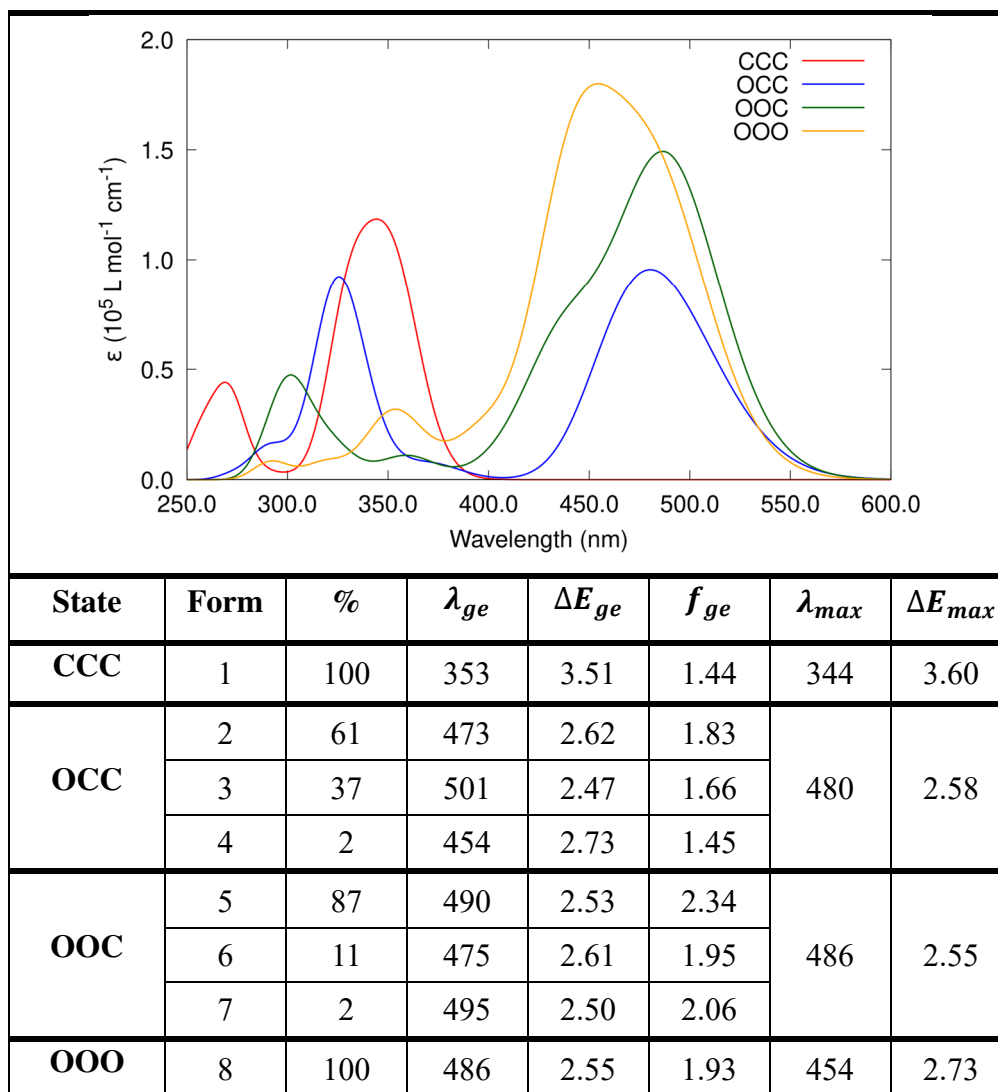 2.0
1.5
1.0
0.5
0.0
ε (10⁵ L mol⁻¹ cm⁻¹)
CCC
OCC
OOC
OOO
250.0 300.0 350.0 400.0 450.0 500.0 550.0 600.0
Wavelength (nm)
State Form % λge ΔEge fge λmax ΔEmax
CCC 1 100 353 3.51 1.44 344 3.60
2 61 473 2.62 1.83
OCC 3 37 501 2.47 1.66 480 2.58
4 2 454 2.73 1.45
5 87 490 2.53 2.34
OOC 6 11 475 2.61 1.95 486 2.55
7 2 495 2.50 2.06
OOO 8 100 486 2.55 1.93 454 2.73